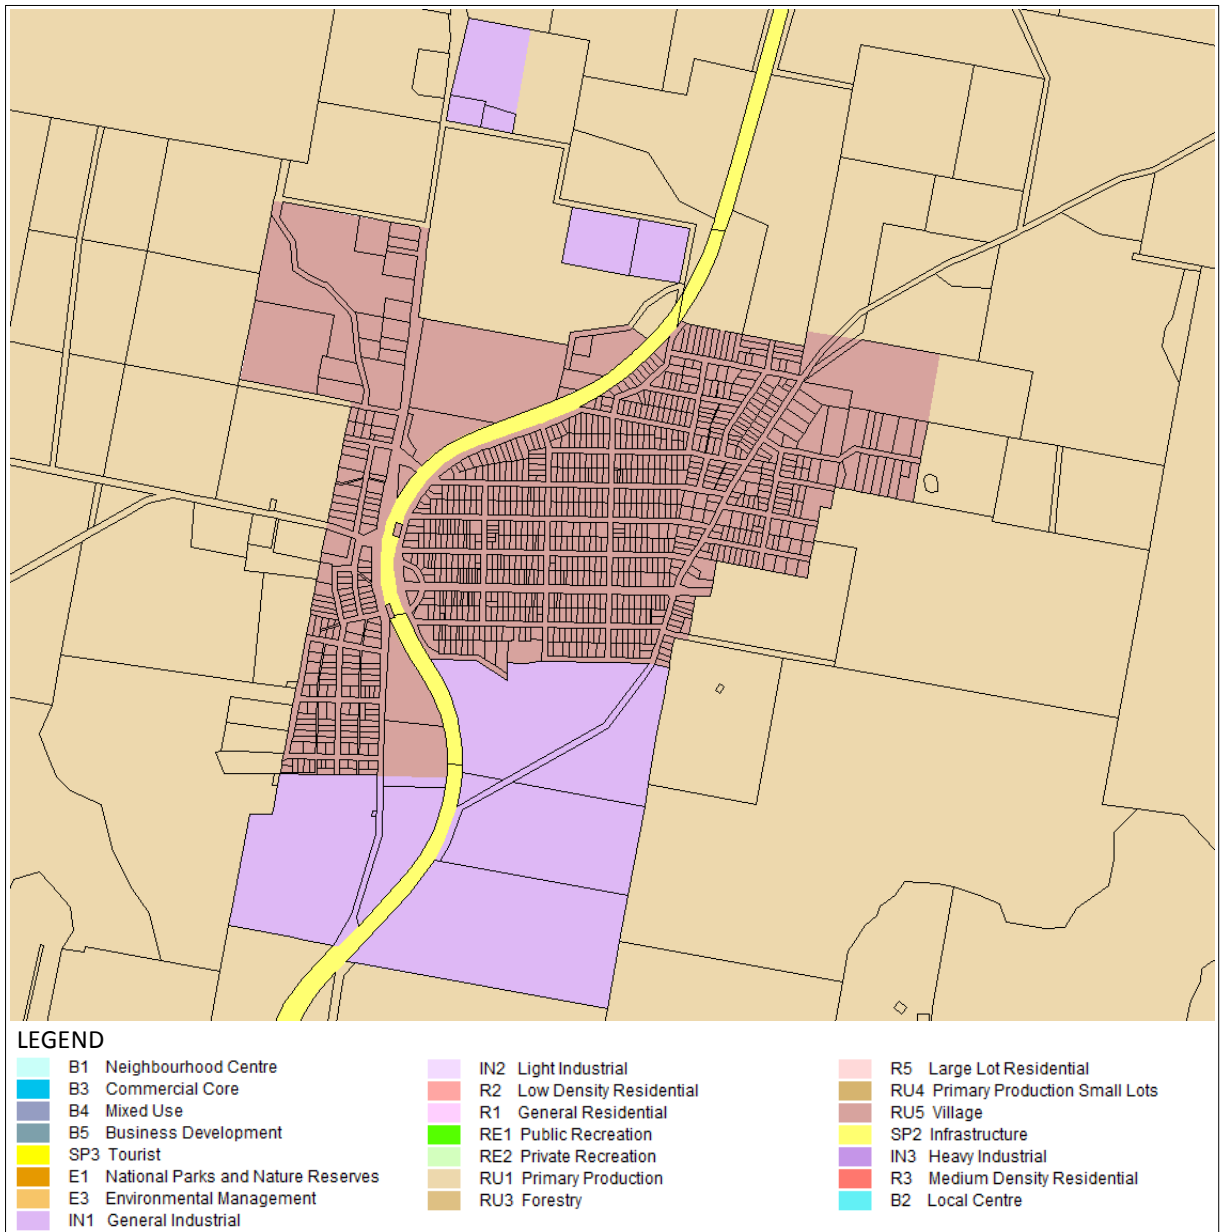 LEGEND
B1 Neighbourhood Centre
B3 Commercial Core
B4 Mixed Use
B5 Business Development
SP3 Tourist
E1 National Parks and Nature Reserves
E3 Environmental Management
IN1 General Industrial
IN2 Light Industrial
R2 Low Density Residential
R1 General Residential
RE1 Public Recreation
RE2 Private Recreation
RU1 Primary Production
RU3 Forestry
R5 Large Lot Residential
RU4 Primary Production Small Lots
RU5 Village
SP2 Infrastructure
IN3 Heavy Industrial
R3 Medium Density Residential
B2 Local Centre